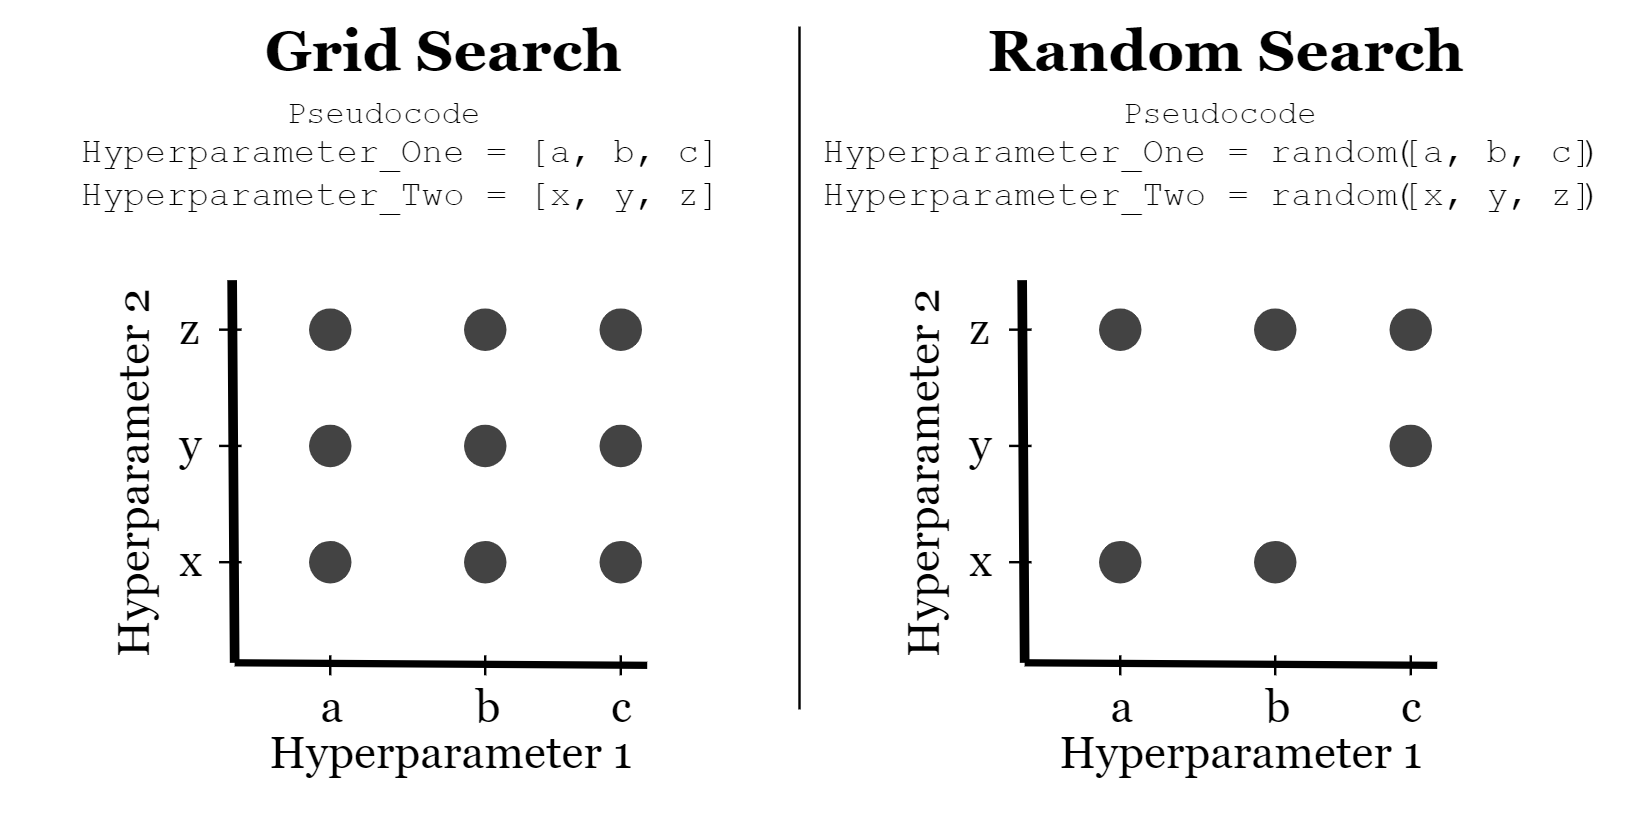 Grid Search
Pseudocode
Hyperparameter_One = [a, b, c]
Hyperparameter_Two = [x, y, z]
Hyperparameter 2
z
y
x
a b c
Hyperparameter 1
Random Search
Pseudocode
Hyperparameter_One = random([a, b, c])
Hyperparameter_Two = random([x, y, z])
Hyperparameter 2
z
y
x
a b c
Hyperparameter 1